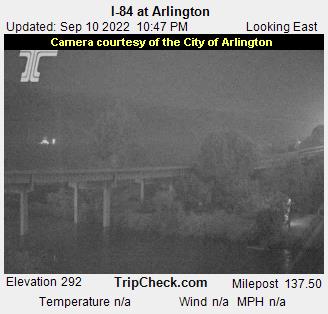 I-84 at Arlington
Updated: Sep 10 2022 10:47 PM Looking East
Camera courtesy of the City of Arlington
Elevation 292 TripCheck.com Milepost 137.50
Temperature n/a Wind n/a MPH n/a